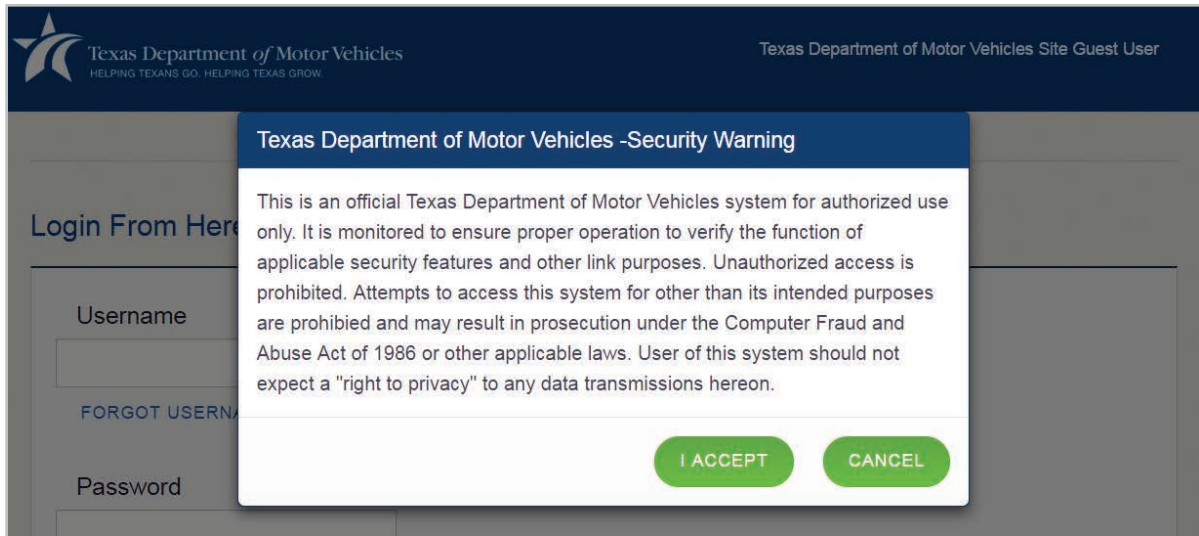 Texas Department of Motor Vehicles
HELPING TEXANS GO. HELPING TEXAS GROW.
Texas Department of Motor Vehicles Site Guest User
Texas Department of Motor Vehicles -Security Warning
This is an official Texas Department of Motor Vehicles system for authorized use
only. It is monitored to ensure proper operation to verify the function of
applicable security features and other link purposes. Unauthorized access is
prohibited. Attempts to access this system for other than its intended purposes
are prohibied and may result in prosecution under the Computer Fraud and
Abuse Act of 1986 or other applicable laws. User of this system should not
expect a "right to privacy" to any data transmissions hereon.
I ACCEPT
CANCEL
Login From Here
Username
FORGOT USERNA
Password